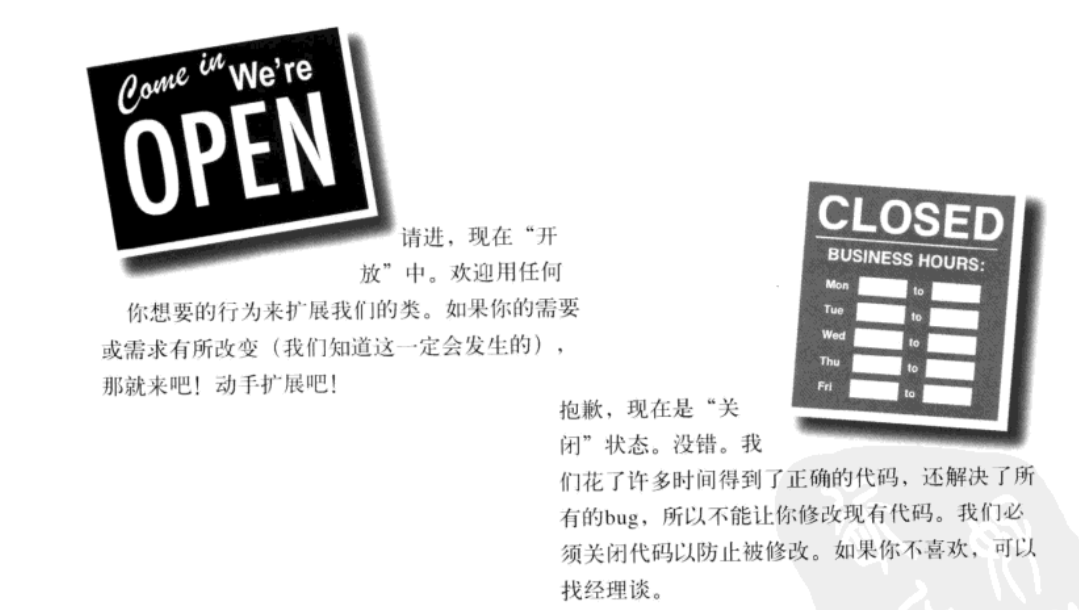 Come in We're
OPEN
请进，现在“开
放”中。欢迎用任何
你想要的行为来扩展我们的类。如果你的需要
或需求有所改变（我们知道这一定会发生的），
那就来吧！动手扩展吧！
CLOSED
BUSINESS HOURS:
Mon to
Tue to
Wed to
Thu to
Fri to
抱歉，现在是“关
闭”状态。没错。我
们花了许多时间得到了正确的代码，还解决了所
有的bug，所以不能让你修改现有代码。我们必
须关闭代码以防止被修改。如果你不喜欢，可以
找经理谈。